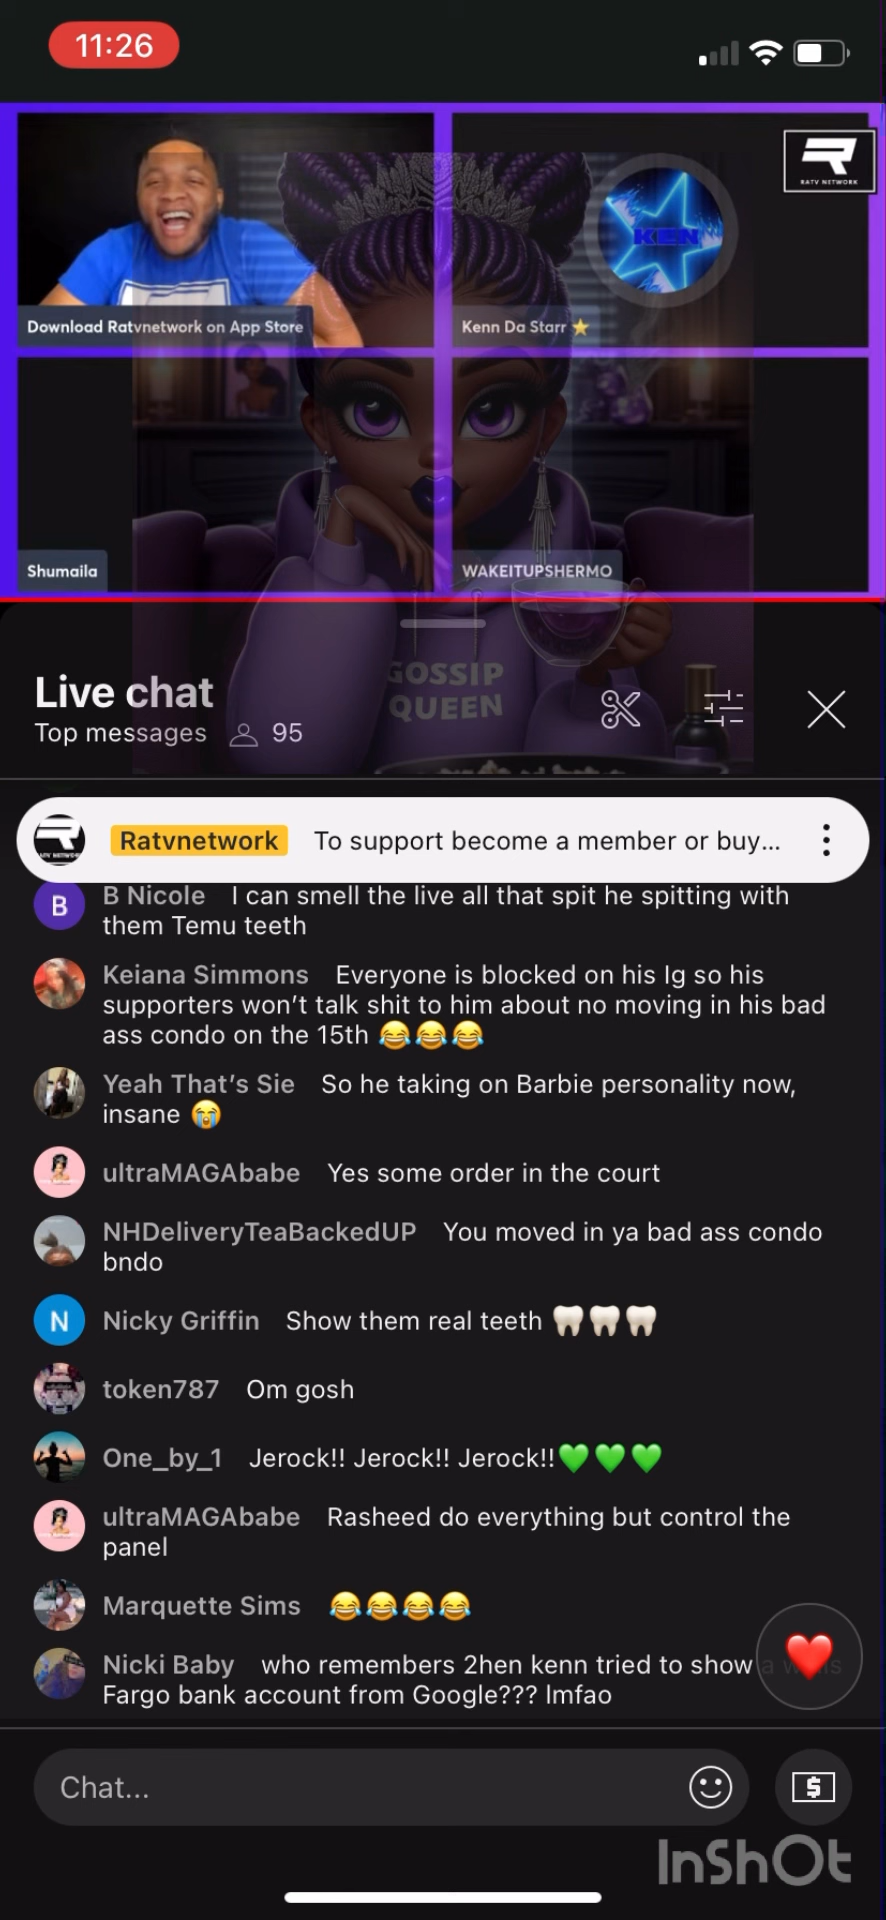 11:26
RATV NETWORK
KEN
Download Ratvnetwork on App Store
Kenn Da Starr ⭐
Shumaila
WAKEITUPSHERMO
GOSSIP
QUEEN
Live chat
Top messages 95
Ratvnetwork To support become a member or buy...
B
B Nicole I can smell the live all that spit he spitting with
them Temu teeth
Keiana Simmons Everyone is blocked on his Ig so his
supporters won’t talk shit to him about no moving in his bad
ass condo on the 15th 😂😂😂
Yeah That’s Sie So he taking on Barbie personality now,
insane 😭
ultraMAGAbabe Yes some order in the court
NHDeliveryTeaBackedUP You moved in ya bad ass condo
bndo
N
Nicky Griffin Show them real teeth 🦷🦷🦷
token787 Om gosh
One_by_1 Jerock!! Jerock!! Jerock!!💚💚💚
ultraMAGAbabe Rasheed do everything but control the
panel
Marquette Sims 😂😂😂😂
Nicki Baby who remembers 2hen kenn tried to show a wells
Fargo bank account from Google??? lmfao
Chat...
$
InShOt